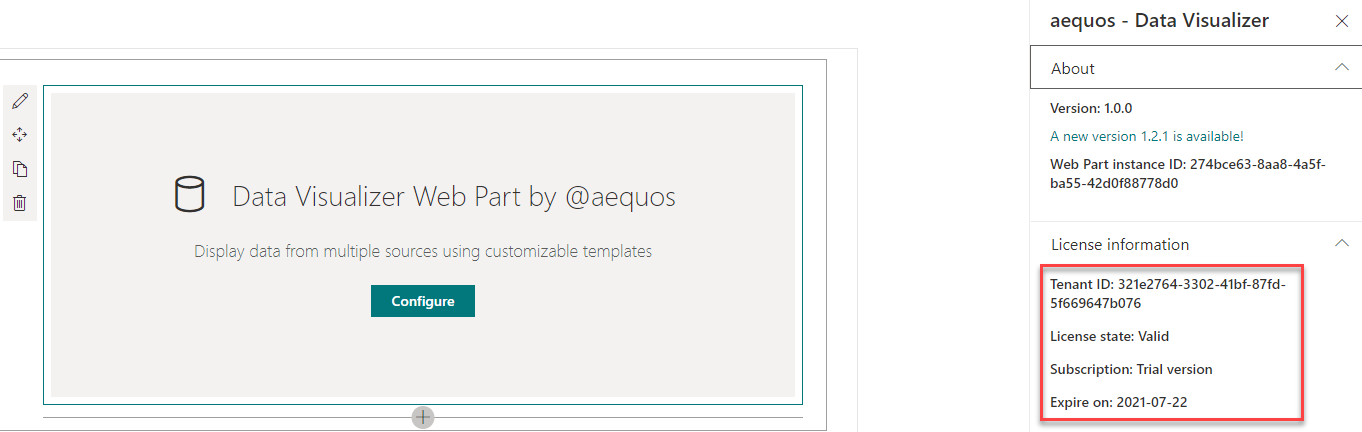 Data Visualizer Web Part by @aequos
Display data from multiple sources using customizable templates
Configure
aequos - Data Visualizer
About
Version: 1.0.0
A new version 1.2.1 is available!
Web Part instance ID: 274bce63-8aa8-4a5f-
ba55-42d0f88778d0
License information
Tenant ID: 321e2764-3302-41bf-87fd-
5f669647b076
License state: Valid
Subscription: Trial version
Expire on: 2021-07-22